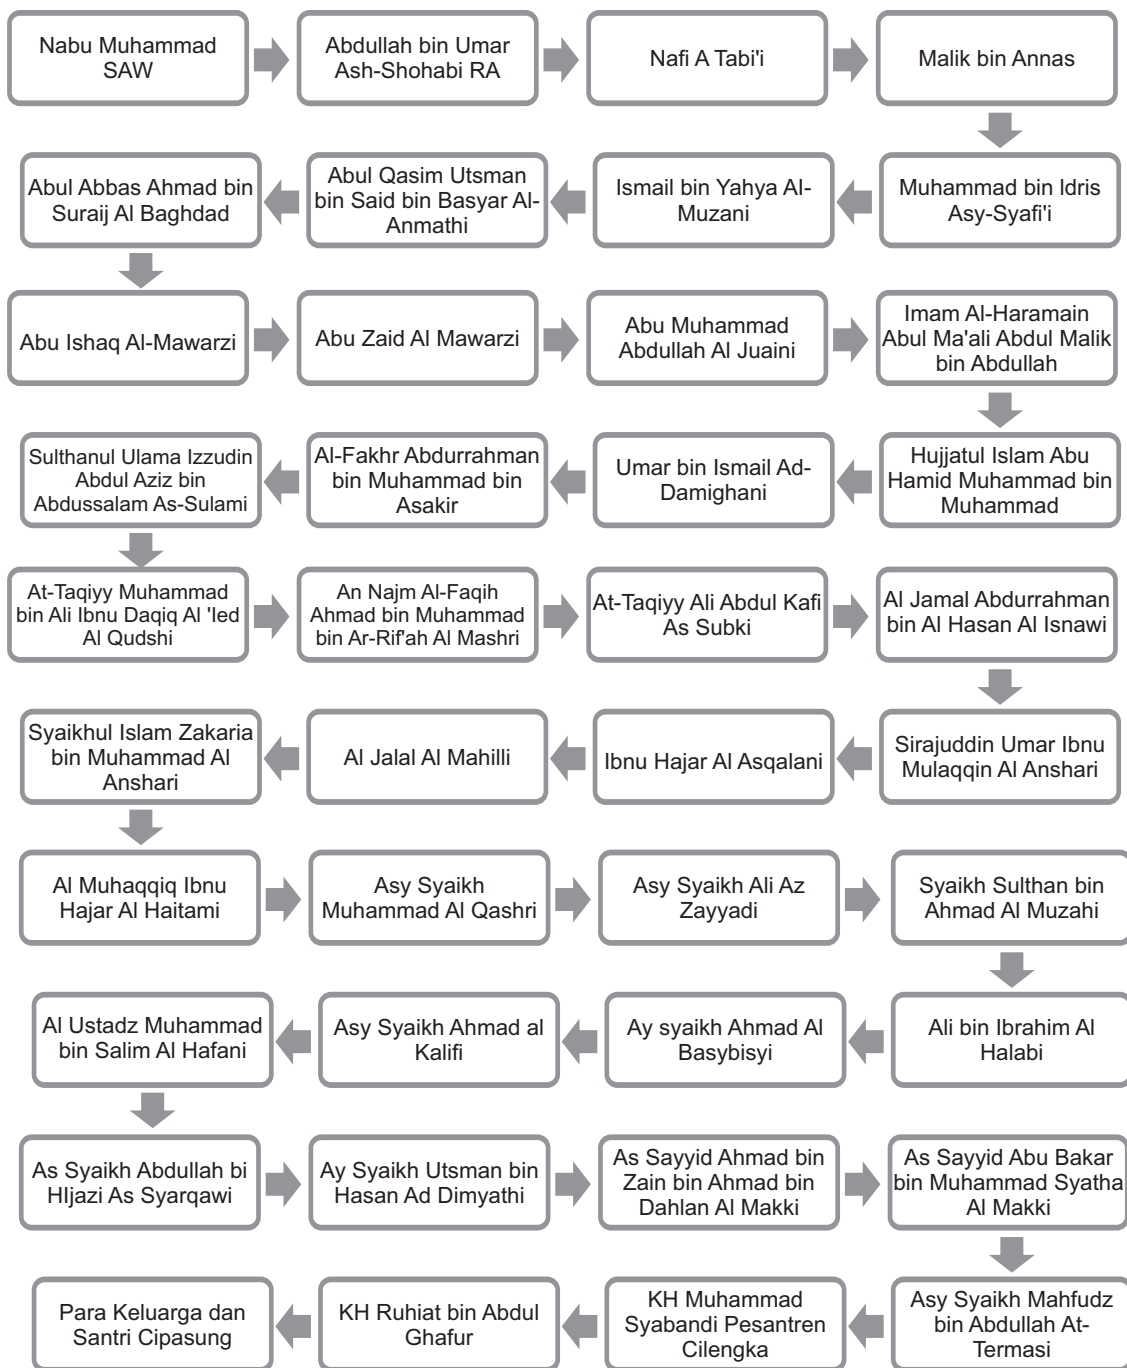 Nabu Muhammad
SAW
Abdullah bin Umar
Ash-Shohabi RA
Nafi A Tabi'i
Malik bin Annas
Muhammad bin Idris
Asy-Syafi'i
Ismail bin Yahya Al-
Muzani
Abul Qasim Utsman
bin Said bin Basyar Al-
Anmathi
Abul Abbas Ahmad bin
Suraij Al Baghdad
Abu Ishaq Al-Mawarzi
Abu Zaid Al Mawarzi
Abu Muhammad
Abdullah Al Juaini
Imam Al-Haramain
Abul Ma'ali Abdul Malik
bin Abdullah
Hujjatul Islam Abu
Hamid Muhammad bin
Muhammad
Umar bin Ismail Ad-
Damighani
Al-Fakhr Abdurrahman
bin Muhammad bin
Asakir
Sulthanul Ulama Izzudin
Abdul Aziz bin
Abdussalam As-Sulami
At-Taqiyy Muhammad
bin Ali Ibnu Daqiq Al 'Ied
Al Qudshi
An Najm Al-Faqih
Ahmad bin Muhammad
bin Ar-Rif'ah Al Mashri
At-Taqiyy Ali Abdul Kafi
As Subki
Al Jamal Abdurrahman
bin Al Hasan Al Isnawi
Sirajuddin Umar Ibnu
Mulaqqin Al Anshari
Ibnu Hajar Al Asqalani
Al Jalal Al Mahilli
Syaikhul Islam Zakaria
bin Muhammad Al
Anshari
Al Muhaqqiq Ibnu
Hajar Al Haitami
Asy Syaikh
Muhammad Al Qashri
Asy Syaikh Ali Az
Zayyadi
Syaikh Sulthan bin
Ahmad Al Muzahi
Ali bin Ibrahim Al
Halabi
Ay syaikh Ahmad Al
Basybisyi
Asy Syaikh Ahmad al
Kalifi
Al Ustadz Muhammad
bin Salim Al Hafani
As Syaikh Abdullah bi
HIjazi As Syarqawi
Ay Syaikh Utsman bin
Hasan Ad Dimyathi
As Sayyid Ahmad bin
Zain bin Ahmad bin
Dahlan Al Makki
As Sayyid Abu Bakar
bin Muhammad Syatha
Al Makki
Asy Syaikh Mahfudz
bin Abdullah At-
Termasi
KH Muhammad
Syabandi Pesantren
Cilengka
KH Ruhiat bin Abdul
Ghafur
Para Keluarga dan
Santri Cipasung